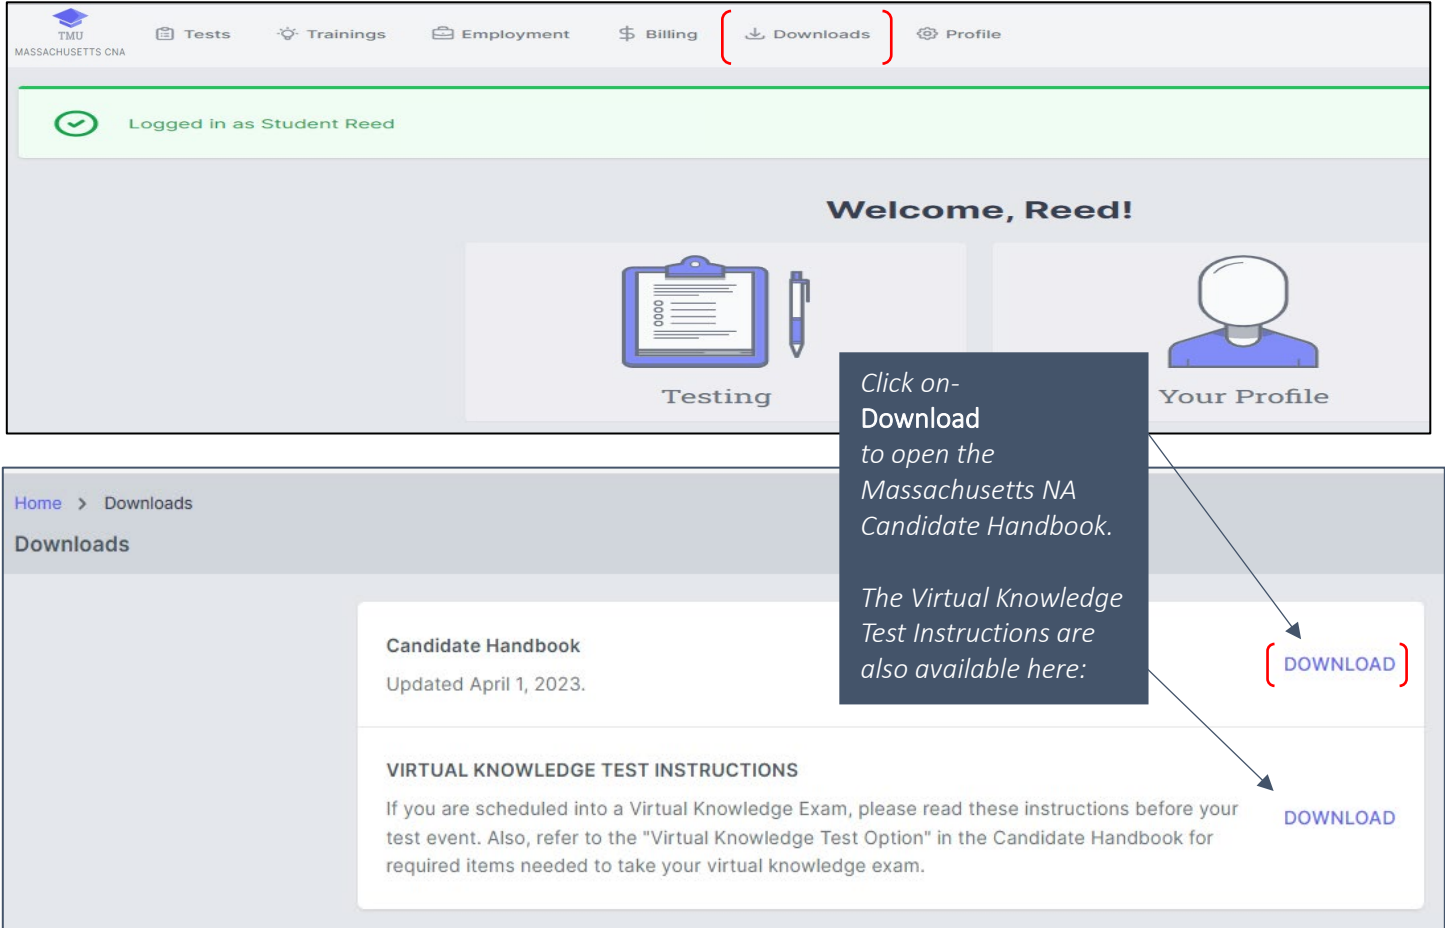 TMU
MASSACHUSETTS CNA
Tests
Trainings
Employment
Billing
Downloads
Profile
Logged in as Student Reed
Welcome, Reed!
Testing
Your Profile
Click on-
Download
to open the
Massachusetts NA
Candidate Handbook.
The Virtual Knowledge
Test Instructions are
also available here:
Home > Downloads
Downloads
Candidate Handbook
Updated April 1, 2023.
DOWNLOAD
VIRTUAL KNOWLEDGE TEST INSTRUCTIONS
If you are scheduled into a Virtual Knowledge Exam, please read these instructions before your
test event. Also, refer to the "Virtual Knowledge Test Option" in the Candidate Handbook for
required items needed to take your virtual knowledge exam.
DOWNLOAD